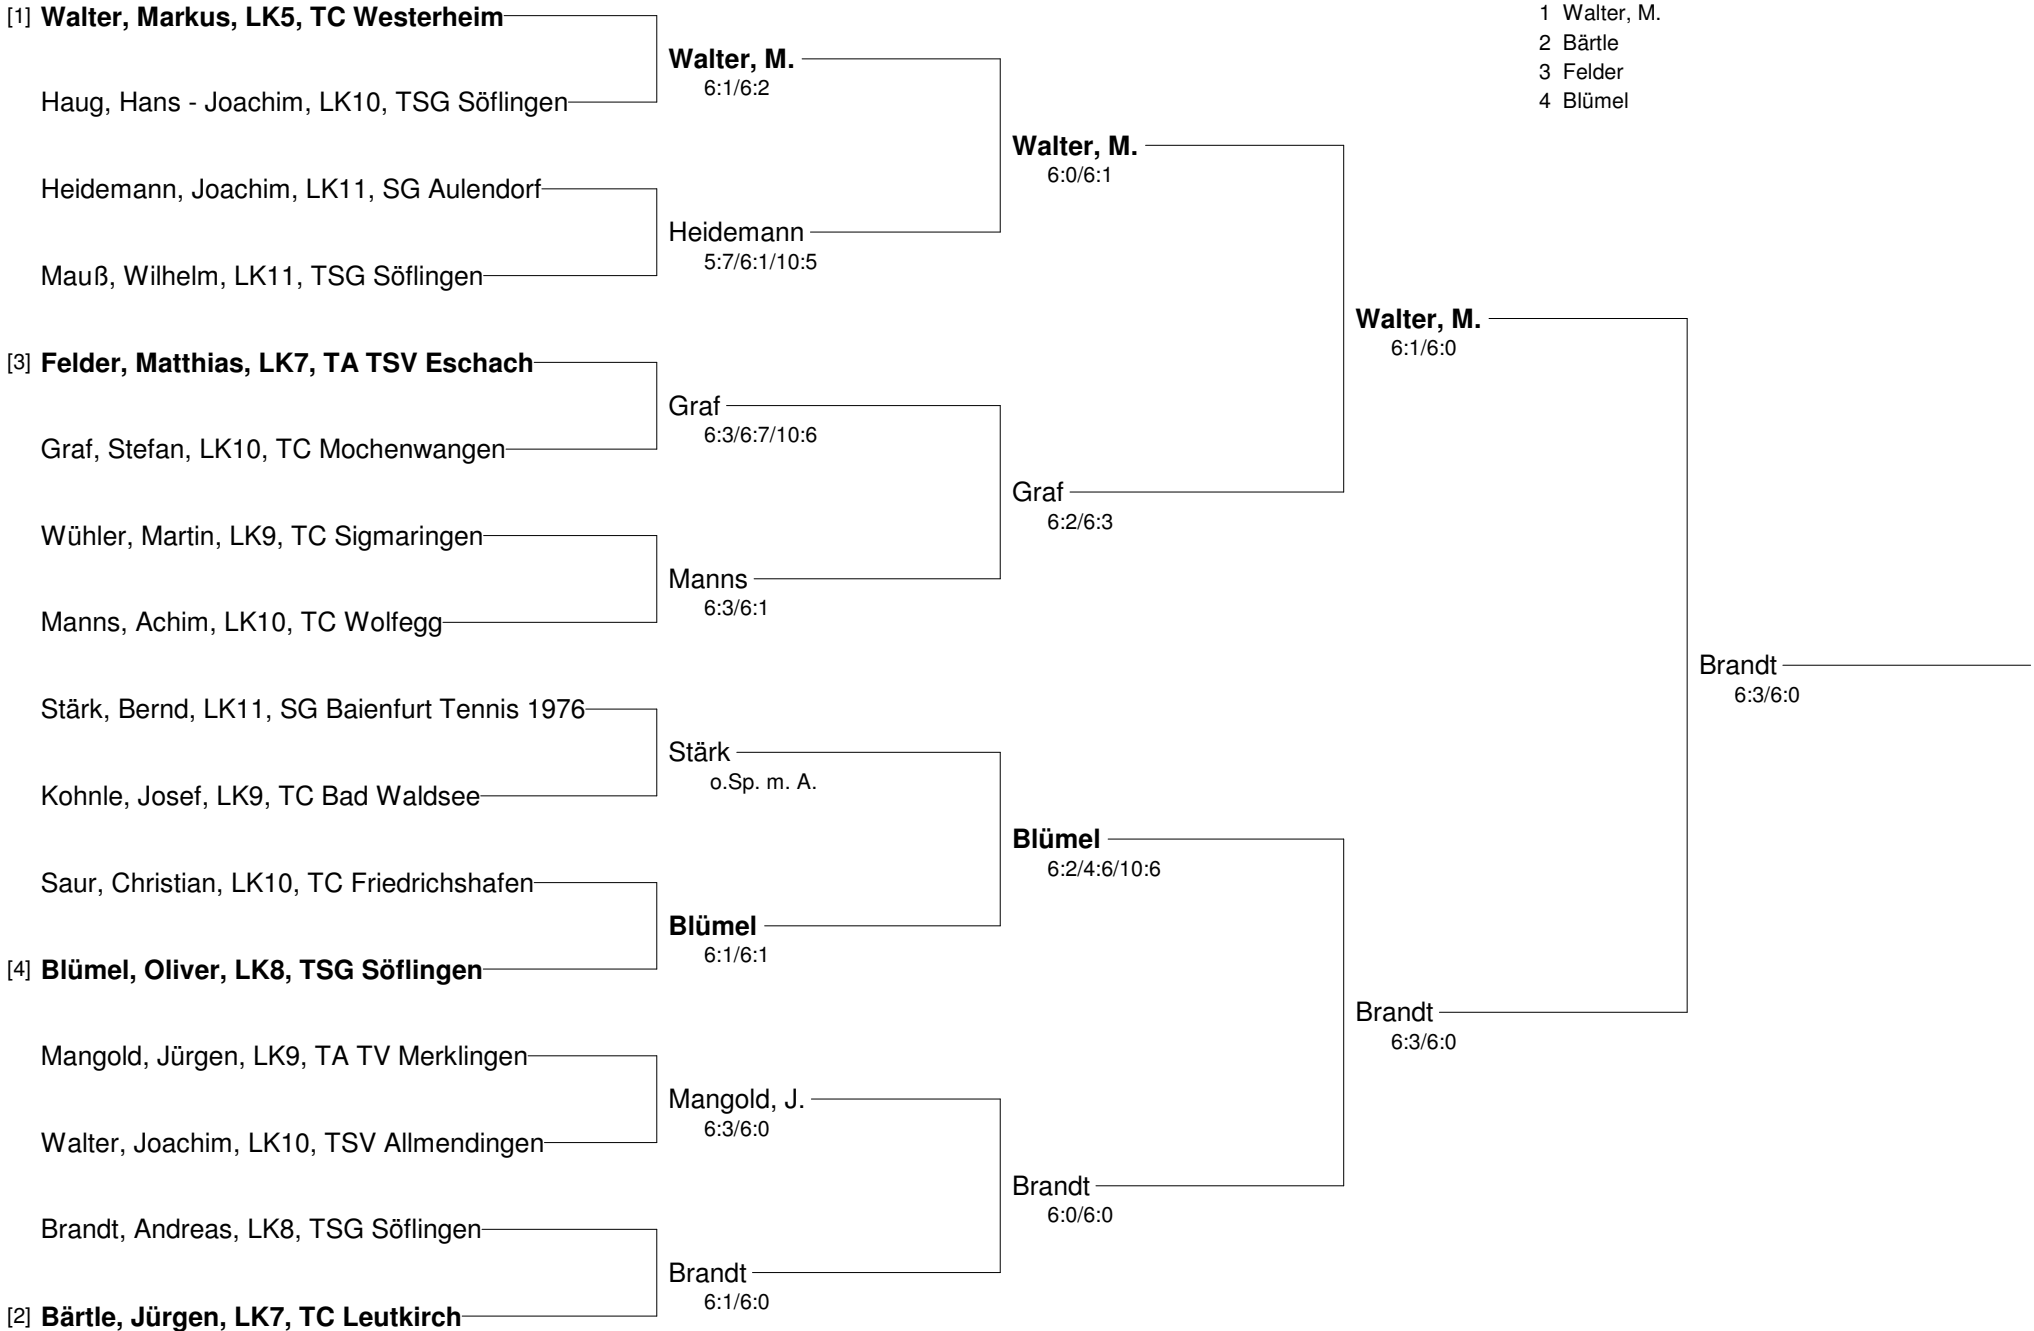 [1] Walter, Markus, LK5, TC Westerheim
Haug, Hans - Joachim, LK10, TSG Söflingen
Heidemann, Joachim, LK11, SG Aulendorf
Mauß, Wilhelm, LK11, TSG Söflingen
[3] Felder, Matthias, LK7, TA TSV Eschach
Graf, Stefan, LK10, TC Mochenwangen
Wühler, Martin, LK9, TC Sigmaringen
Manns, Achim, LK10, TC Wolfegg
Stärk, Bernd, LK11, SG Baienfurt Tennis 1976
Kohnle, Josef, LK9, TC Bad Waldsee
Saur, Christian, LK10, TC Friedrichshafen
[4] Blümel, Oliver, LK8, TSG Söflingen
Mangold, Jürgen, LK9, TA TV Merklingen
Walter, Joachim, LK10, TSV Allmendingen
Brandt, Andreas, LK8, TSG Söflingen
[2] Bärtle, Jürgen, LK7, TC Leutkirch
Walter, M.
6:1/6:2
Heidemann
5:7/6:1/10:5
Graf
6:3/6:7/10:6
Manns
6:3/6:1
Stärk
o.Sp. m. A.
Blümel
6:1/6:1
Mangold, J.
6:3/6:0
Brandt
6:1/6:0
Walter, M.
6:0/6:1
Graf
6:2/6:3
Blümel
6:2/4:6/10:6
Brandt
6:0/6:0
Walter, M.
6:1/6:0
Brandt
6:3/6:0
Brandt
6:3/6:0
1 Walter, M.
2 Bärtle
3 Felder
4 Blümel